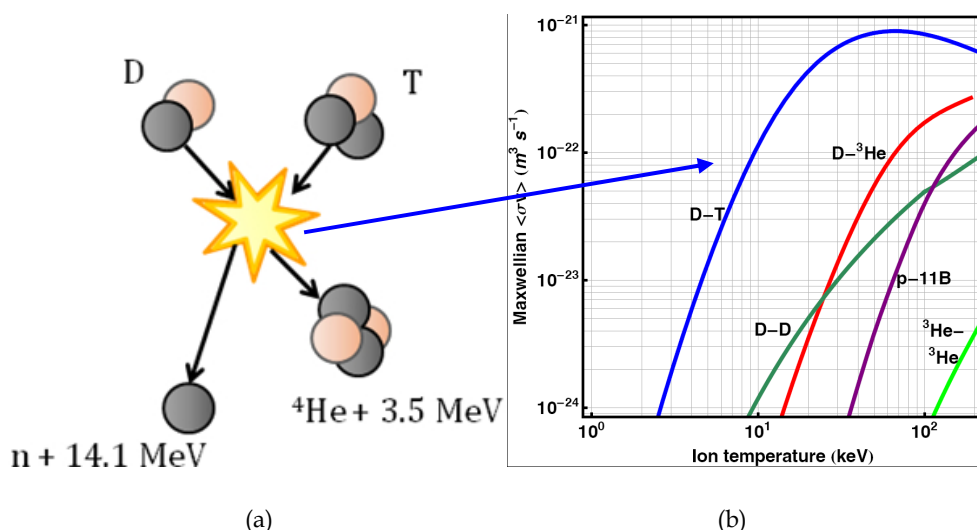 D
T
⁴He + 3.5 MeV
n + 14.1 MeV
(a)
Maxwellian <σv> (m³ s⁻¹)
10⁻²¹
10⁻²²
10⁻²³
10⁻²⁴
D–T
D–³He
D–D
p–11B
³He–
³He
10⁰
10¹
10²
Ion temperature (keV)
(b)